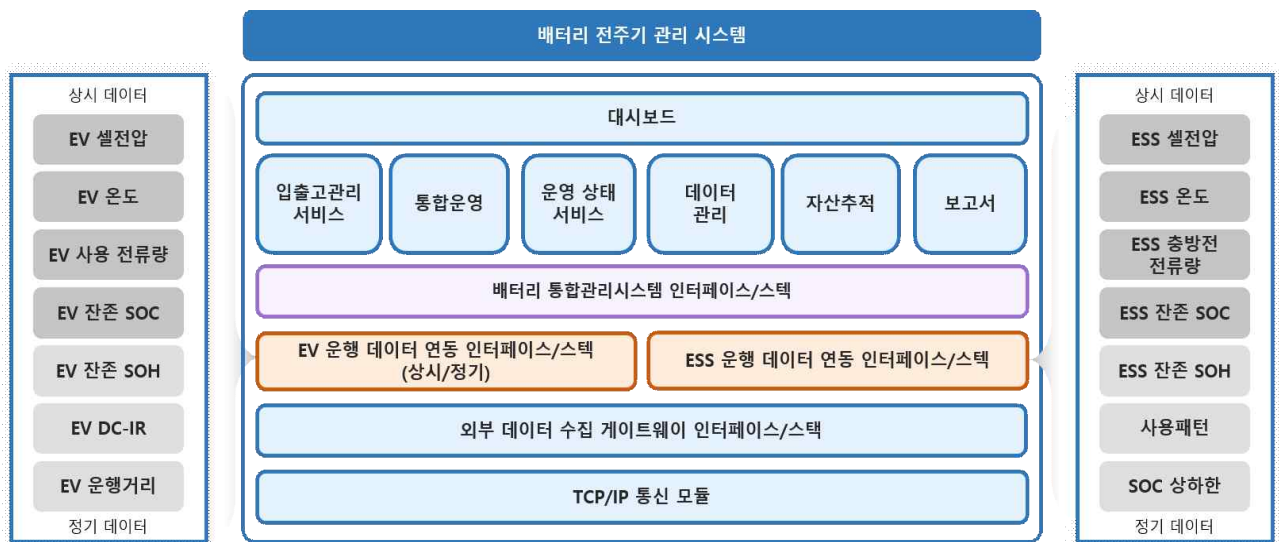 배터리 전주기 관리 시스템
상시 데이터
EV 셀전압
EV 온도
EV 사용 전류량
EV 잔존 SOC
EV 잔존 SOH
EV DC-IR
EV 운행거리
정기 데이터
대시보드
입출고관리
서비스
통합운영
운영 상태
서비스
데이터
관리
자산추적
보고서
배터리 통합관리시스템 인터페이스/스텍
EV 운행 데이터 연동 인터페이스/스텍
(상시/정기)
ESS 운행 데이터 연동 인터페이스/스텍
외부 데이터 수집 게이트웨이 인터페이스/스택
TCP/IP 통신 모듈
상시 데이터
ESS 셀전압
ESS 온도
ESS 충방전
전류량
ESS 잔존 SOC
ESS 잔존 SOH
사용패턴
SOC 상하한
정기 데이터